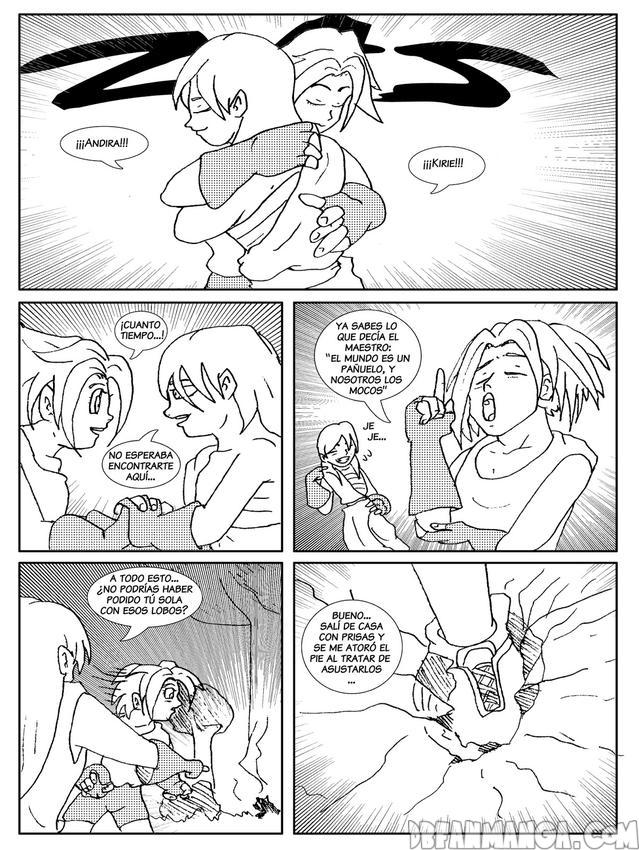 ¡¡¡ANDIRA!!!
¡¡¡KIRIE!!!
¡CUANTO
TIEMPO...!
NO ESPERABA
ENCONTRARTE
AQUÍ...
YA SABES LO
QUE DECÍA EL
MAESTRO:
"EL MUNDO ES UN
PAÑUELO, Y
NOSOTROS LOS
MOCOS"
JE
JE...
A TODO ESTO...
¿NO PODRÍAS HABER
PODIDO TÚ SOLA
CON ESOS LOBOS?
BUENO...
SALÍ DE CASA
CON PRISAS Y
SE ME ATORÓ EL
PIE AL TRATAR DE
ASUSTARLOS
...
DBFANMANGA.COM